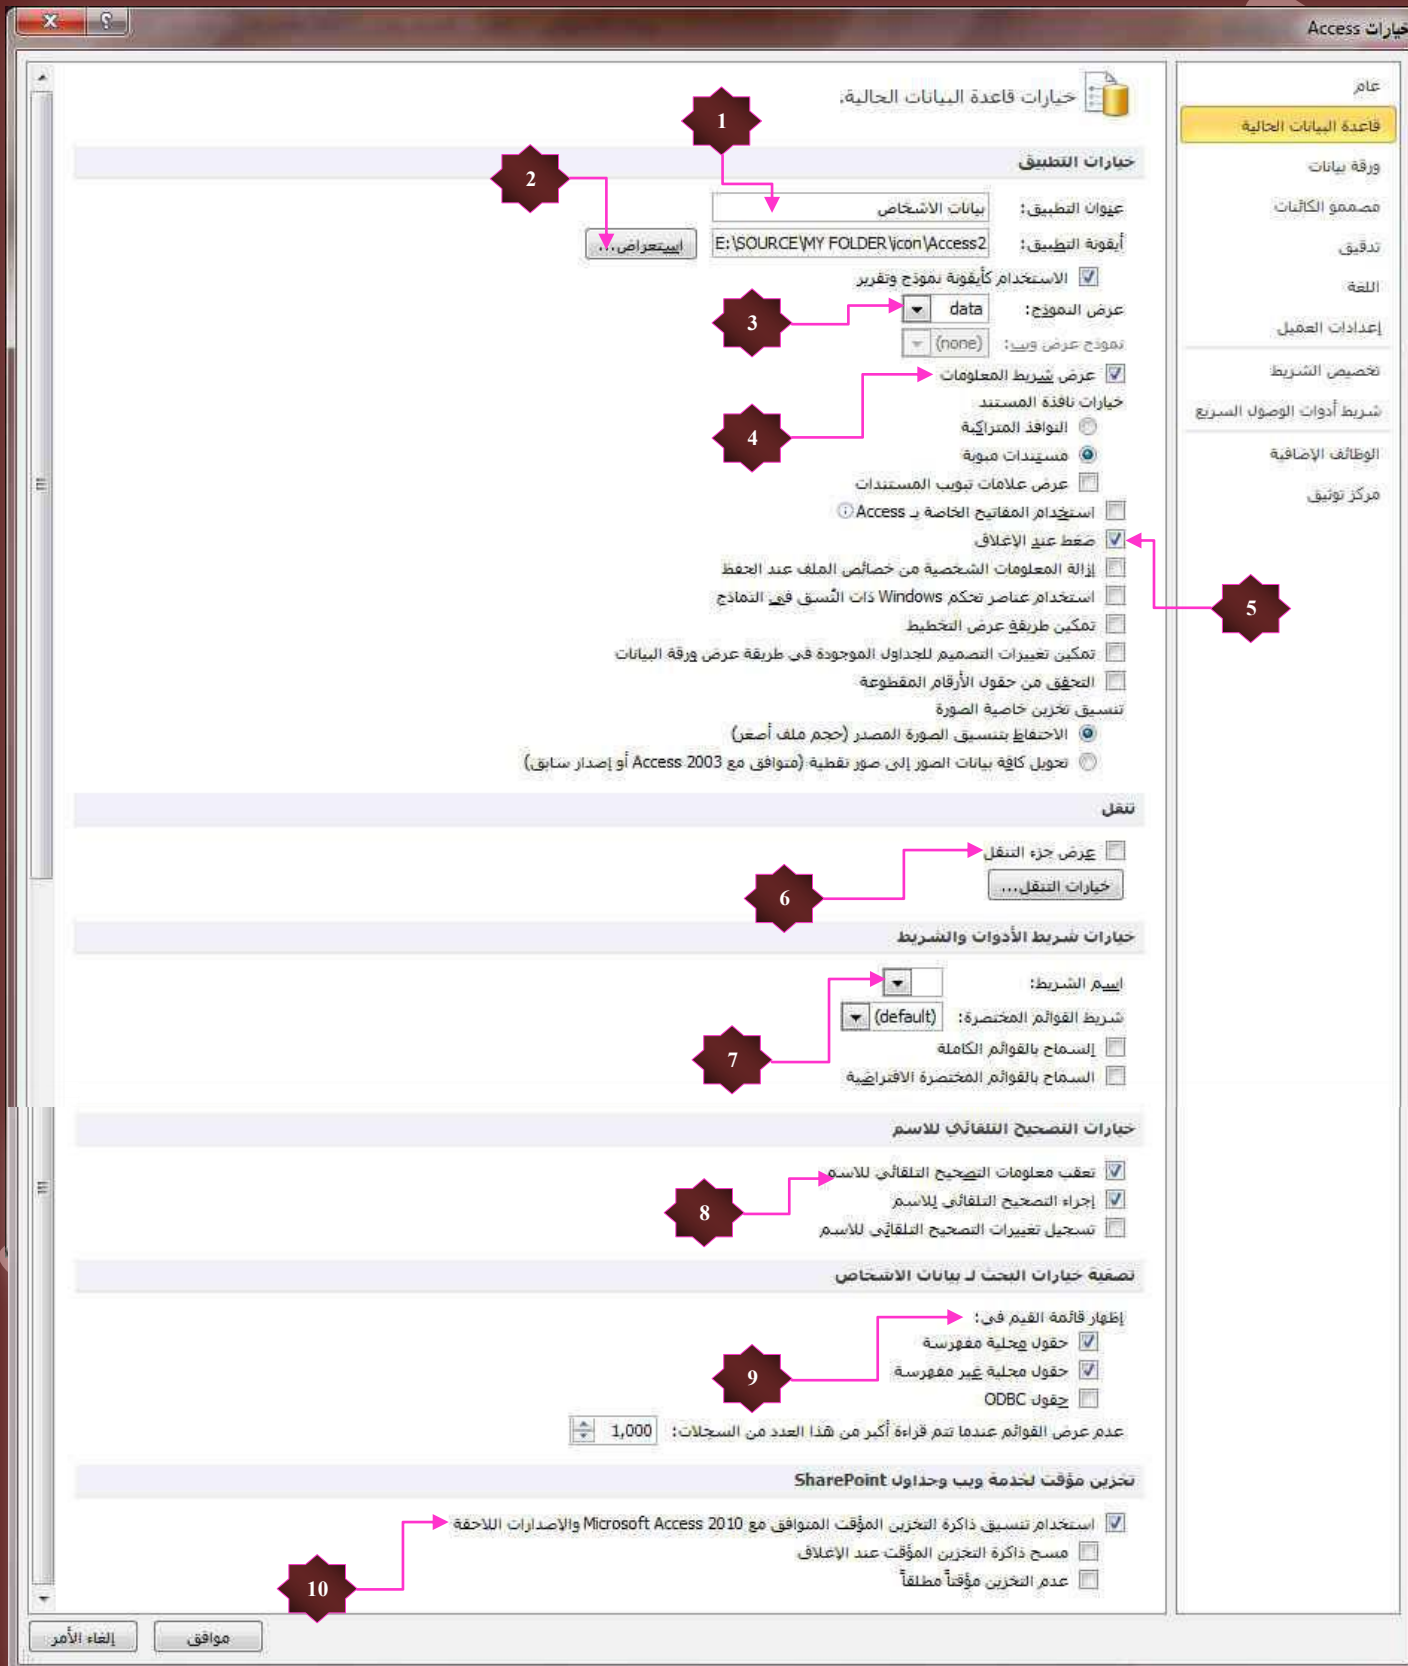 خيارات Access
عام
قاعدة البيانات الحالية
ورقة بيانات
مصممو الكائنات
تدقيق
اللغة
إعدادات العميل
تخصيص الشريط
شريط أدوات الوصول السريع
الوظائف الإضافية
مركز توثيق
خيارات قاعدة البيانات الحالية.
1
خيارات التطبيق
2
عنوان التطبيق: بيانات الاشخاص
أيقونة التطبيق: E:\SOURCE\MY FOLDER\icon\Access2 استعراض...
الاستخدام كأيقونة نموذج وتقرير
عرض النموذج: data
3
نموذج عرض ويب: (none)
عرض شريط المعلومات
خيارات نافذة المستند
النوافذ المتراكبة
4
مستندات مبوبة
عرض علامات تبويب المستندات
استخدام المفاتيح الخاصة بـ Access
ضغط عند الإغلاق
إزالة المعلومات الشخصية من خصائص الملف عند الحفظ
استخدام عناصر تحكم Windows ذات النُسق في النماذج
5
تمكين طريقة عرض التخطيط
تمكين تغييرات التصميم للجداول الموجودة في طريقة عرض ورقة البيانات
التحقق من حقول الأرقام المقطوعة
تنسيق تخزين خاصية الصورة
الاحتفاظ بتنسيق الصورة المصدر (حجم ملف أصغر)
تحويل كافة بيانات الصور إلى صور نقطية (متوافق مع Access 2003 أو إصدار سابق)
تنقل
عرض جزء التنقل
خيارات التنقل...
6
خيارات شريط الأدوات والشريط
اسم الشريط:
شريط القوائم المختصرة: (default)
السماح بالقوائم الكاملة
7
السماح بالقوائم المختصرة الافتراضية
خيارات التصحيح التلقائي للاسم
تعقب معلومات التصحيح التلقائي للاسم
إجراء التصحيح التلقائي للاسم
8
تسجيل تغييرات التصحيح التلقائي للاسم
تصفية خيارات البحث لـ بيانات الاشخاص
إظهار قائمة القيم في:
حقول محلية مفهرسة
حقول محلية غير مفهرسة
9
حقول ODBC
عدم عرض القوائم عندما تتم قراءة أكبر من هذا العدد من السجلات: 1,000
تخزين مؤقت لخدمة ويب وجداول SharePoint
استخدام تنسيق ذاكرة التخزين المؤقت المتوافق مع Microsoft Access 2010 والإصدارات اللاحقة
مسح ذاكرة التخزين المؤقت عند الإغلاق
عدم التخزين مؤقتاً مطلقاً
10
موافق
إلغاء الأمر